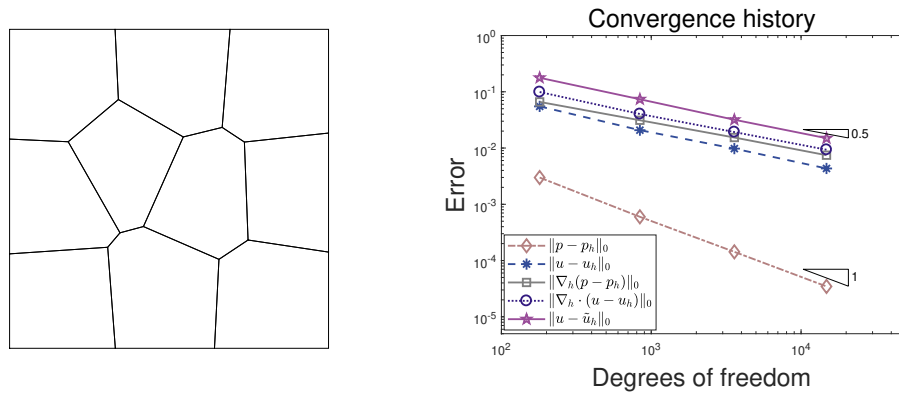 Convergence history
10^0
10^{-1}
10^{-2}
10^{-3}
10^{-4}
10^{-5}
Error
0.5
1
‖p − p_h‖_0
‖u − u_h‖_0
‖∇_h(p − p_h)‖_0
‖∇_h · (u − u_h)‖_0
‖u − ũ_h‖_0
10^2
10^3
10^4
Degrees of freedom